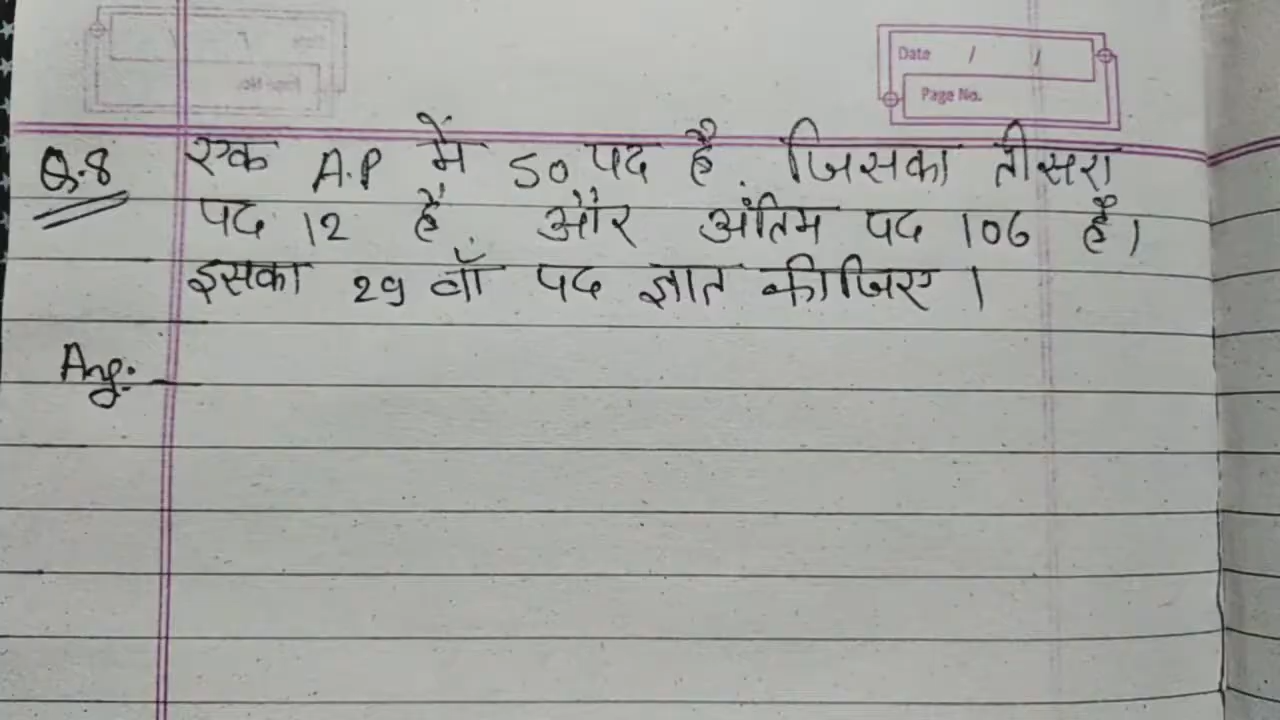 Date / /
Page No.
Q.8 एक A.P में 50 पद है. जिसका तीसरा
पद 12 है. और अंतिम पद 106 है।
इसका 29 वाँ पद ज्ञात कीजिए।
Ans:-